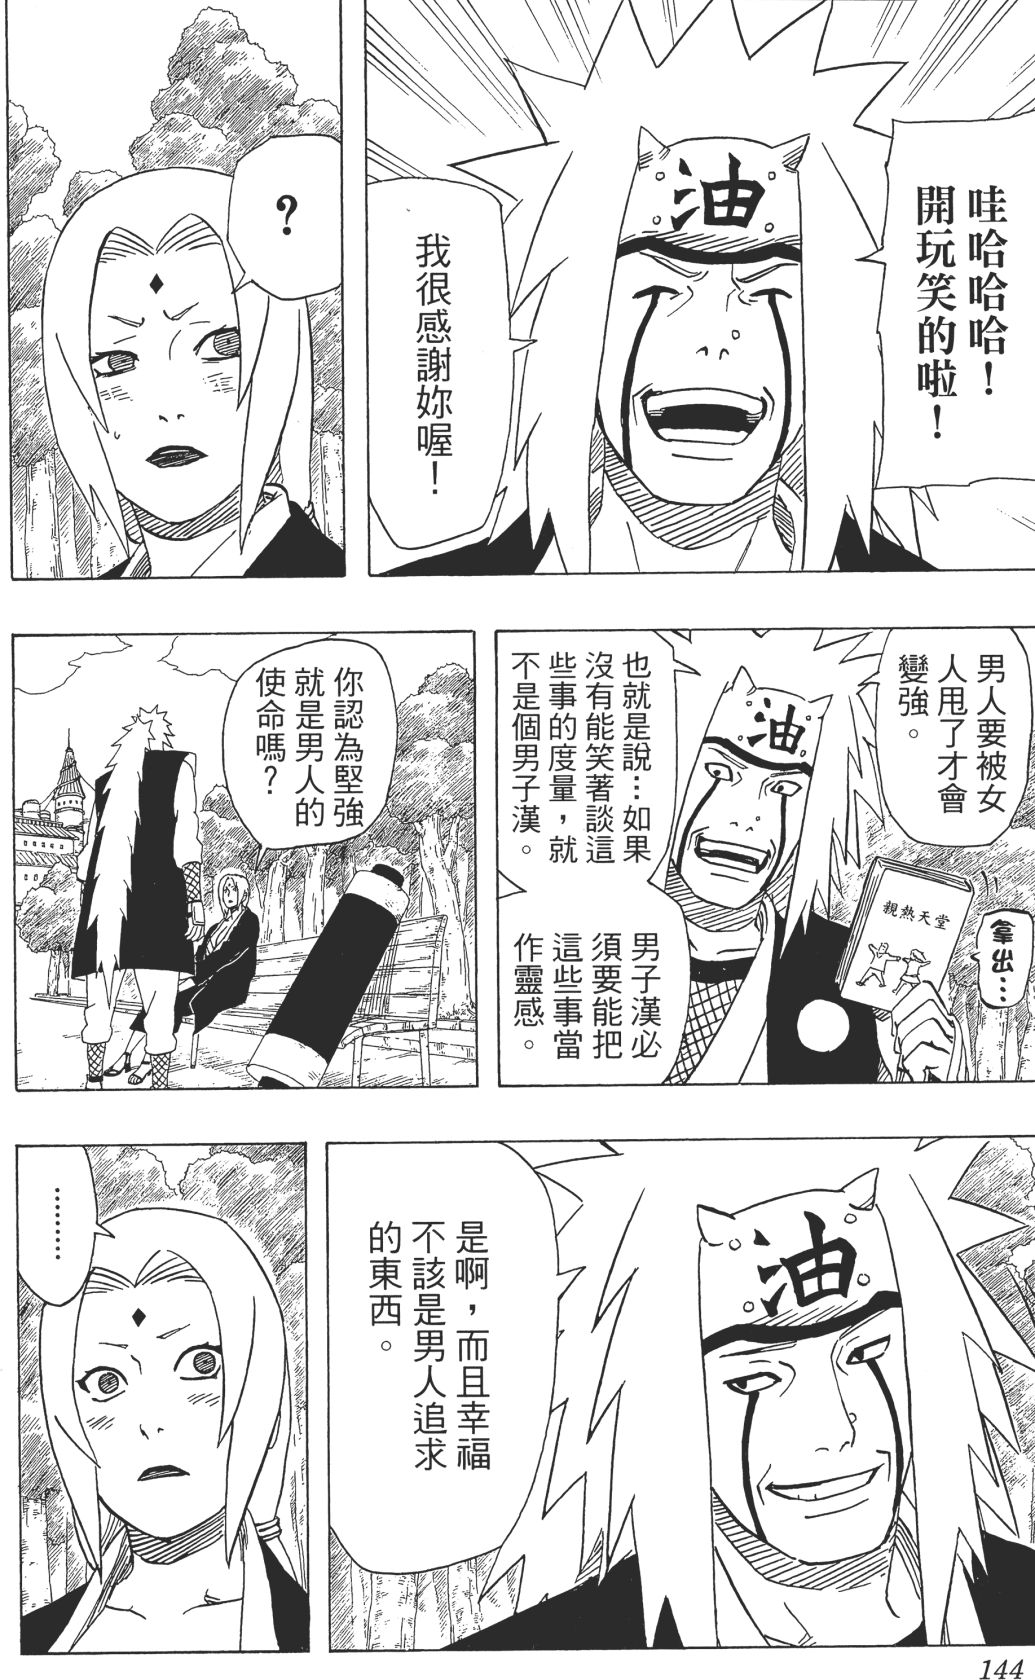 哇哈哈哈！
開玩笑的啦！
油
我很感謝妳喔！
？
男人要被女
人甩了才會
變強。
拿出…
親熱天堂
油
也就是說…如果
沒有能笑著談這
些事的度量，就
不是個男子漢。
男子漢必
須要能把
這些事當
作靈感。
你認為堅強
就是男人的
使命嗎？
油
是啊，而且幸福
不該是男人追求
的東西。
………
144